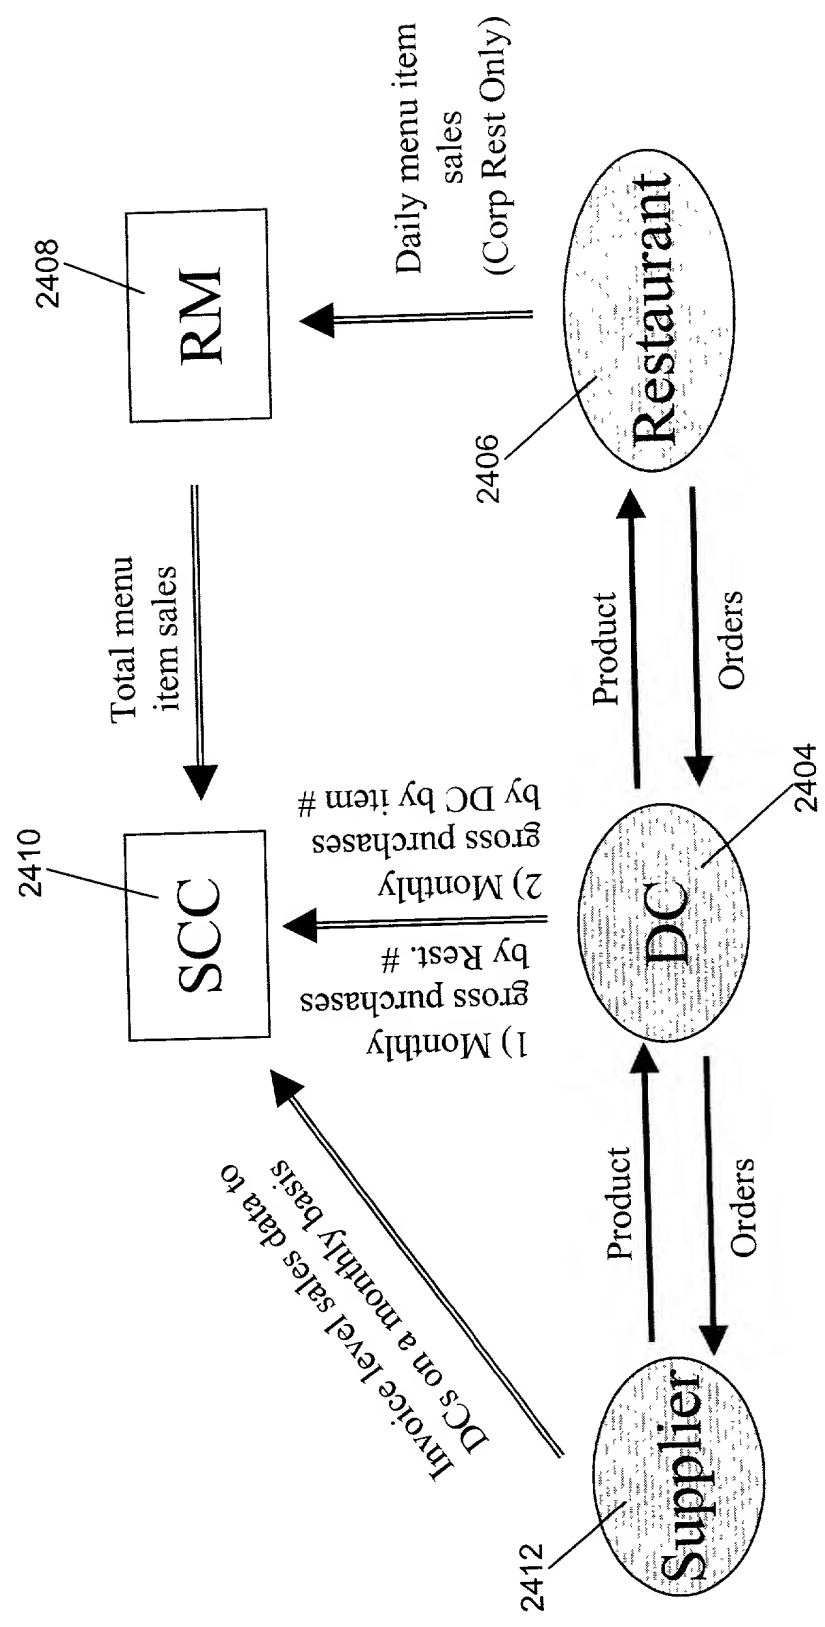 2410
SCC
Total menu
item sales
2408
RM
Invoice level sales data to
DCs on a monthly basis
1) Monthly
gross purchases
by Rest. #
2) Monthly
gross purchases
by DC by item #
Daily menu item
sales
(Corp Rest Only)
2412
Supplier
Product
Orders
DC
2404
Product
Orders
2406
Restaurant